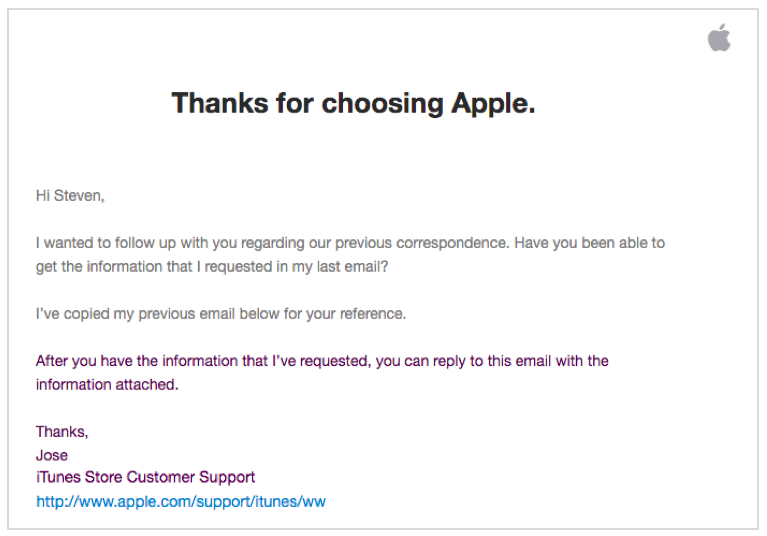 Thanks for choosing Apple.
Hi Steven,
I wanted to follow up with you regarding our previous correspondence. Have you been able to
get the information that I requested in my last email?
I've copied my previous email below for your reference.
After you have the information that I've requested, you can reply to this email with the
information attached.
Thanks,
Jose
iTunes Store Customer Support
http://www.apple.com/support/itunes/ww